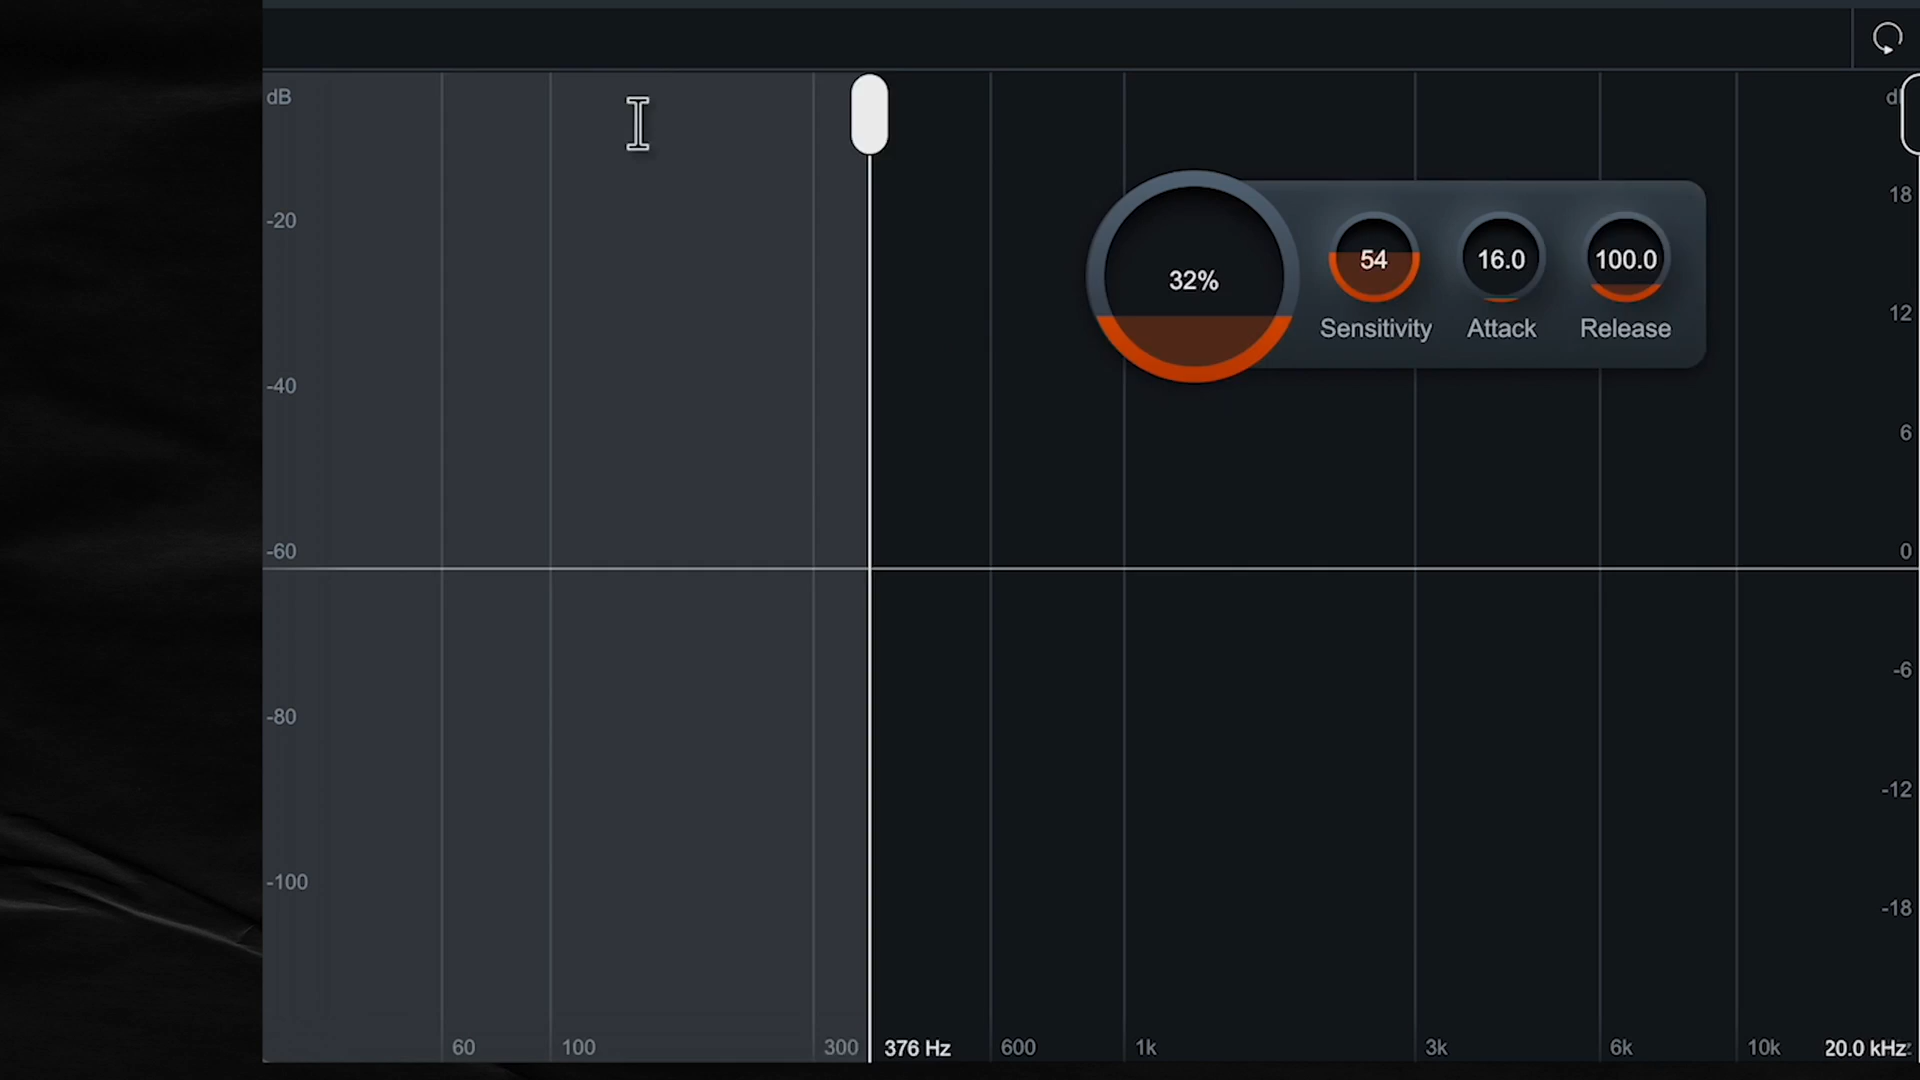 dB
-20
-40
-60
-80
-100
32%
54
16.0
100.0
Sensitivity
Attack
Release
18
12
6
0
-6
-12
-18
60
100
300
376 Hz
600
1k
3k
6k
10k
20.0 kHz